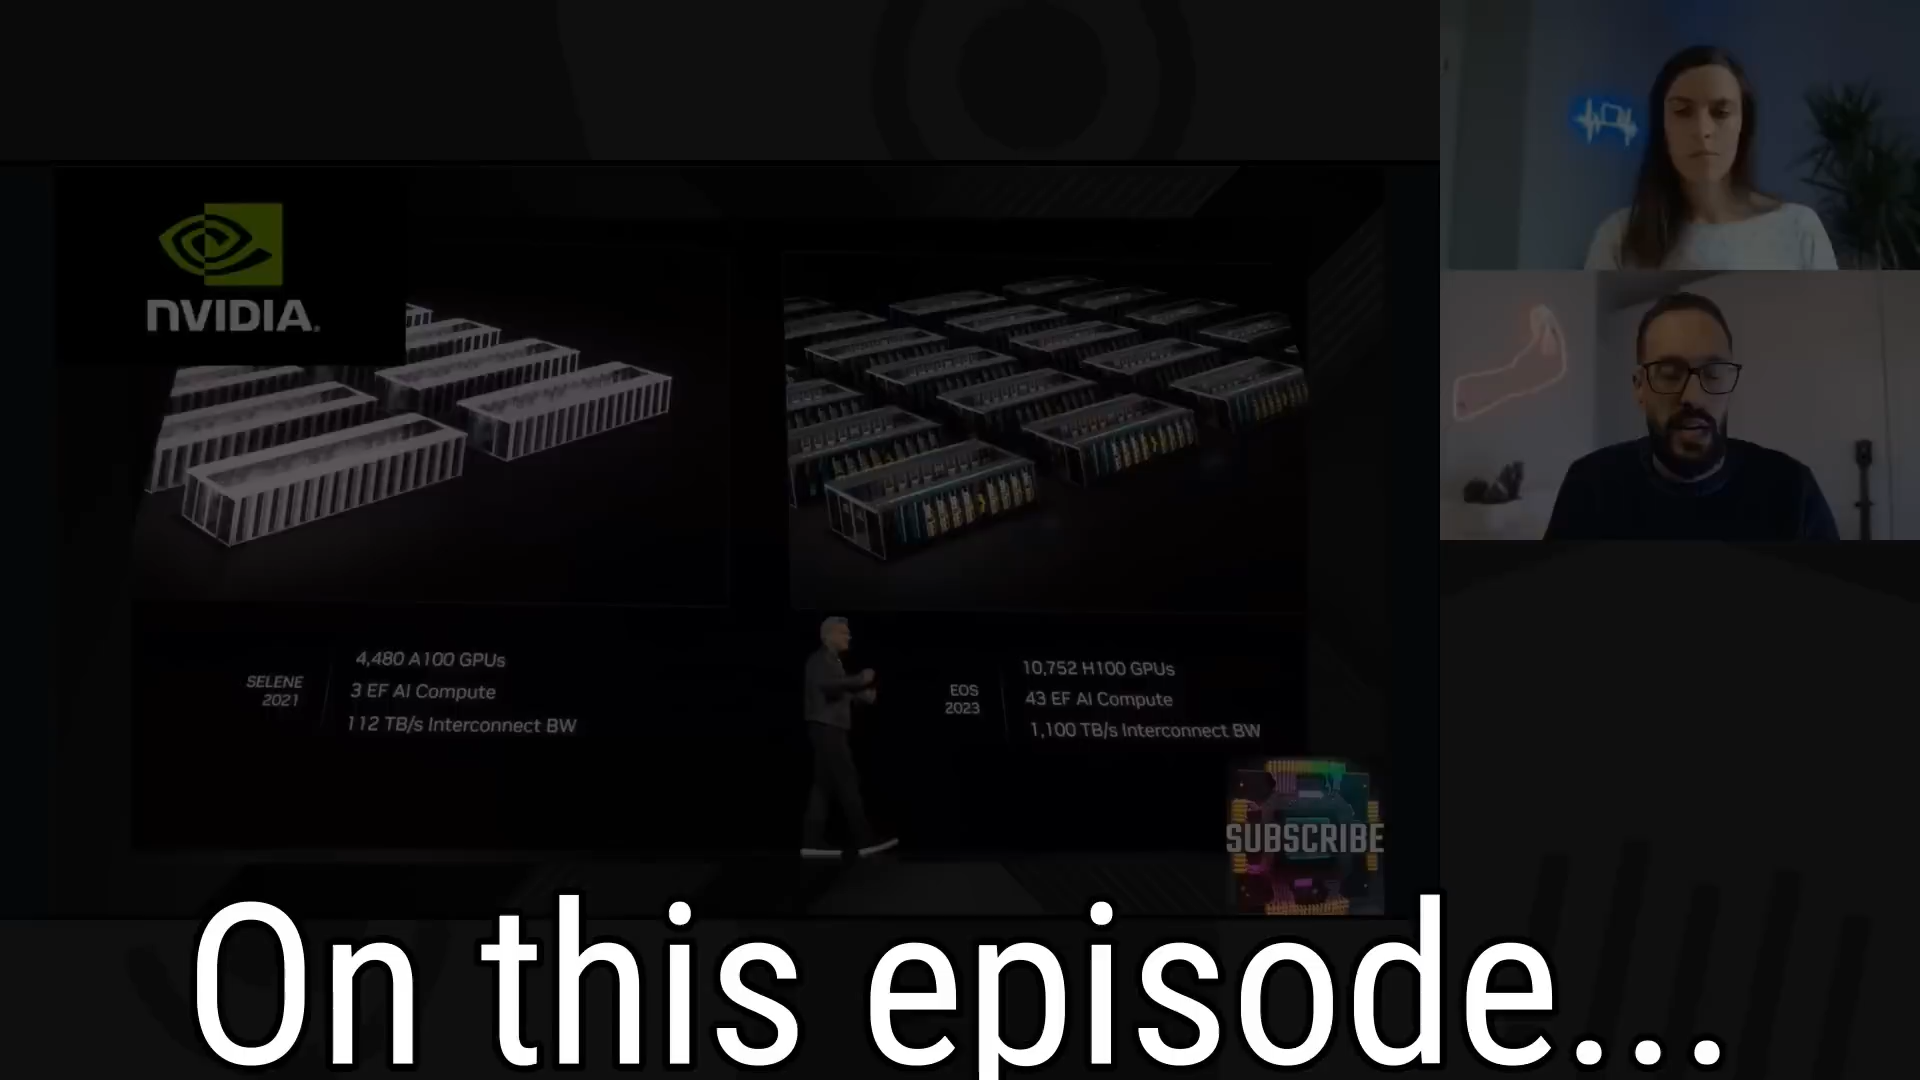 NVIDIA.
SELENE
2021
4,480 A100 GPUs
3 EF AI Compute
112 TB/s Interconnect BW
EOS
2023
10,752 H100 GPUs
43 EF AI Compute
1,100 TB/s Interconnect BW
SUBSCRIBE
On this episode...